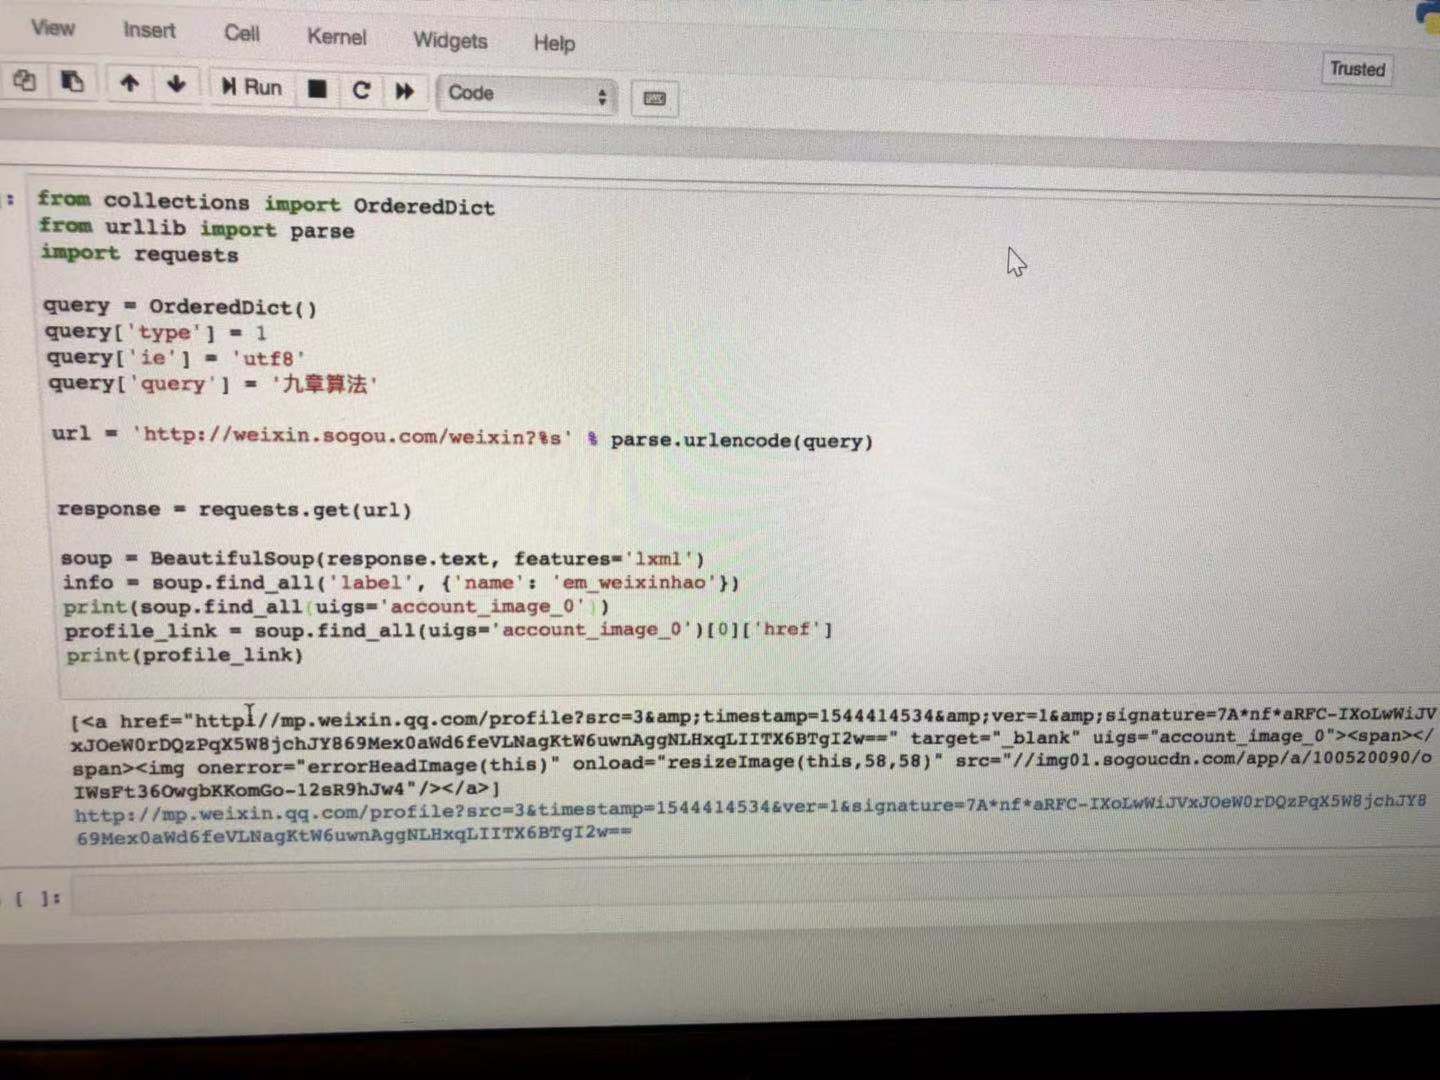 View Insert Cell Kernel Widgets Help
Trusted
Run Code
: from collections import OrderedDict
from urllib import parse
import requests
query = OrderedDict()
query['type'] = 1
query['ie'] = 'utf8'
query['query'] = '九章算法'
url = 'http://weixin.sogou.com/weixin?%s' % parse.urlencode(query)
response = requests.get(url)
soup = BeautifulSoup(response.text, features='lxml')
info = soup.find_all('label', {'name': 'em_weixinhao'})
print(soup.find_all(uigs='account_image_0'))
profile_link = soup.find_all(uigs='account_image_0')[0]['href']
print(profile_link)
[<a href="http://mp.weixin.qq.com/profile?src=3&amp;timestamp=1544414534&amp;ver=1&amp;signature=7A*nf*aRFC-IXoLwWiJV
xJOeW0rDQzPqX5W8jchJY869Mex0aWd6feVLNagKtW6uwnAggNLHxqLIITX6BTgI2w==" target="_blank" uigs="account_image_0"><span></
span><img onerror="errorHeadImage(this)" onload="resizeImage(this,58,58)" src="//img01.sogoucdn.com/app/a/100520090/o
IWsFt36OwgbKKomGo-12sR9hJw4"/></a>]
http://mp.weixin.qq.com/profile?src=3&timestamp=1544414534&ver=1&signature=7A*nf*aRFC-IXoLwWiJVxJOeW0rDQzPqX5W8jchJY8
69Mex0aWd6feVLNagKtW6uwnAggNLHxqLIITX6BTgI2w==
[ ]: